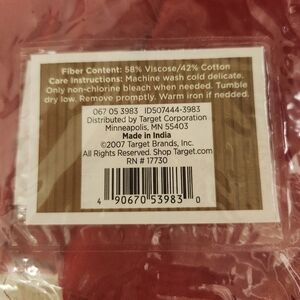 Fiber Content: 58% Viscose/42% Cotton
Care Instructions: Machine wash cold delicate.
Only non-chlorine bleach when needed. Tumble
dry low. Remove promptly. Warm iron if nedded.
067 05 3983 ID507444-3983
Distributed by Target Corporation
Minneapolis, MN 55403
Made in India
©2007 Target Brands, Inc.
All Rights Reserved. Shop Target.com
RN # 17730
4 90670 53983 0